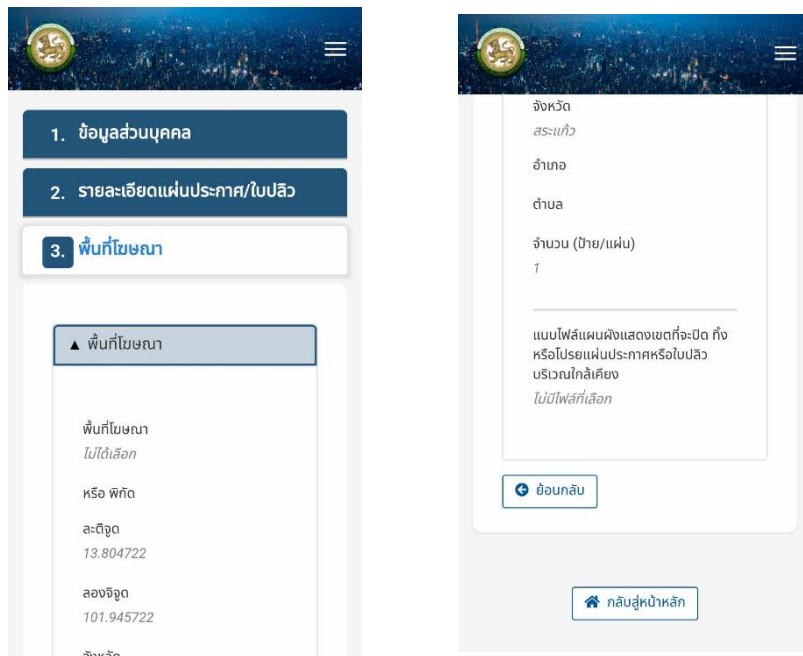 1. ข้อมูลส่วนบุคคล
2. รายละเอียดแผ่นประกาศ/ใบปลิว
3. พื้นที่โฆษณา
▲ พื้นที่โฆษณา
พื้นที่โฆษณา
ไม่ได้เลือก
หรือ พิกัด
ละติจูด
13.804722
ลองจิจูด
101.945722
จังหวัด
จังหวัด
สระแก้ว
อำเภอ
ตำบล
จำนวน (ป้าย/แผ่น)
1
แนบไฟล์แผนผังแสดงเขตที่จะปิด ทิ้ง
หรือโปรยแผ่นประกาศหรือใบปลิว
บริเวณใกล้เคียง
ไม่มีไฟล์ที่เลือก
ย้อนกลับ
กลับสู่หน้าหลัก